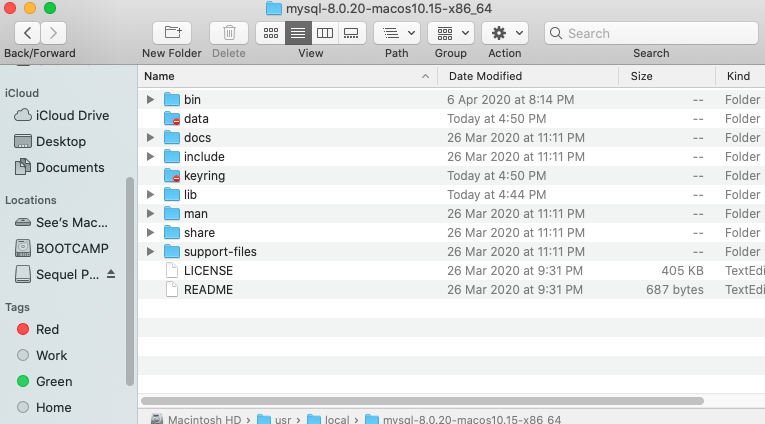 mysql-8.0.20-macos10.15-x86_64
Back/Forward New Folder Delete View Path Group Action Search
Search
iCloud
iCloud Drive
Desktop
Documents
Locations
See's Mac...
BOOTCAMP
Sequel P...
Tags
Red
Work
Green
Home
Name Date Modified Size Kind
bin 6 Apr 2020 at 8:14 PM -- Folder
data Today at 4:50 PM -- Folder
docs 26 Mar 2020 at 11:11 PM -- Folder
include 26 Mar 2020 at 11:11 PM -- Folder
keyring Today at 4:50 PM -- Folder
lib Today at 4:44 PM -- Folder
man 26 Mar 2020 at 11:11 PM -- Folder
share 26 Mar 2020 at 11:11 PM -- Folder
support-files 26 Mar 2020 at 11:11 PM -- Folder
LICENSE 26 Mar 2020 at 9:31 PM 405 KB TextEdi
README 26 Mar 2020 at 9:31 PM 687 bytes TextEdi
Macintosh HD usr local mysql-8.0.20-macos10.15-x86_64